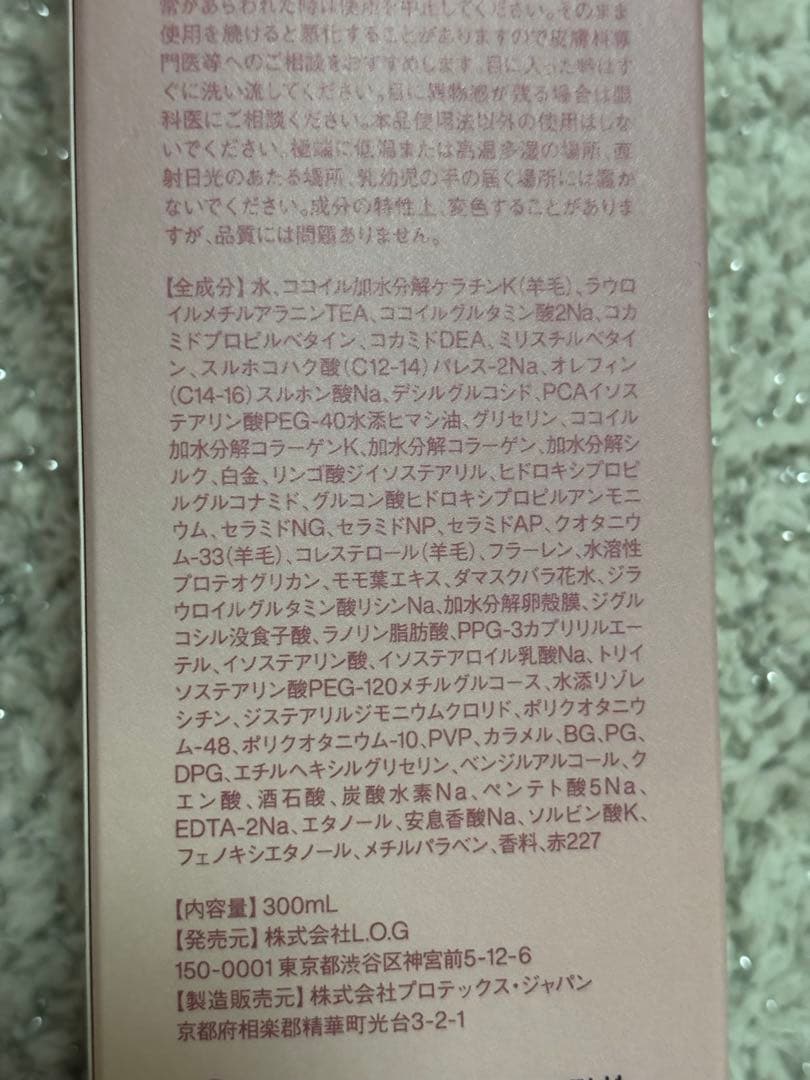 常があらわれた時は使用を中止してください。そのまま
使用を続けると悪化することがありますので皮膚科専
門医等へのご相談をおすすめします。目に入った時はす
ぐに洗い流してください。目に異物感が残る場合は眼
科医にご相談ください。本品使用法以外の使用はしな
いでください。極端に低温または高温多湿の場所、直
射日光のあたる場所、乳幼児の手の届く場所には置か
ないでください。成分の特性上、変色することがありま
すが、品質には問題ありません。
【全成分】水、ココイル加水分解ケラチンK(羊毛)、ラウロ
イルメチルアラニンTEA、ココイルグルタミン酸2Na、コカ
ミドプロピルベタイン、コカミドDEA、ミリスチルベタイ
ン、スルホコハク酸(C12-14)パレス-2Na、オレフィン
(C14-16)スルホン酸Na、デシルグルコシド、PCAイソス
テアリン酸PEG-40水添ヒマシ油、グリセリン、ココイル
加水分解コラーゲンK、加水分解コラーゲン、加水分解シ
ルク、白金、リンゴ酸ジイソステアリル、ヒドロキシプロピ
ルグルコナミド、グルコン酸ヒドロキシプロピルアンモニ
ウム、セラミドNG、セラミドNP、セラミドAP、クオタニウ
ム-33(羊毛)、コレステロール(羊毛)、フラーレン、水溶性
プロテオグリカン、モモ葉エキス、ダマスクバラ花水、ジラ
ウロイルグルタミン酸リシンNa、加水分解卵殻膜、ジグル
コシル没食子酸、ラノリン脂肪酸、PPG-3カプリリルエー
テル、イソステアリン酸、イソステアロイル乳酸Na、トリイ
ソステアリン酸PEG-120メチルグルコース、水添リゾレ
シチン、ジステアリルジモニウムクロリド、ポリクオタニウ
ム-48、ポリクオタニウム-10、PVP、カラメル、BG、PG、
DPG、エチルヘキシルグリセリン、ベンジルアルコール、ク
エン酸、酒石酸、炭酸水素Na、ペンテト酸5Na、
EDTA-2Na、エタノール、安息香酸Na、ソルビン酸K、
フェノキシエタノール、メチルパラベン、香料、赤227
【内容量】300mL
【発売元】株式会社L.O.G
150-0001東京都渋谷区神宮前5-12-6
【製造販売元】株式会社プロテックス・ジャパン
京都府相楽郡精華町光台3-2-1